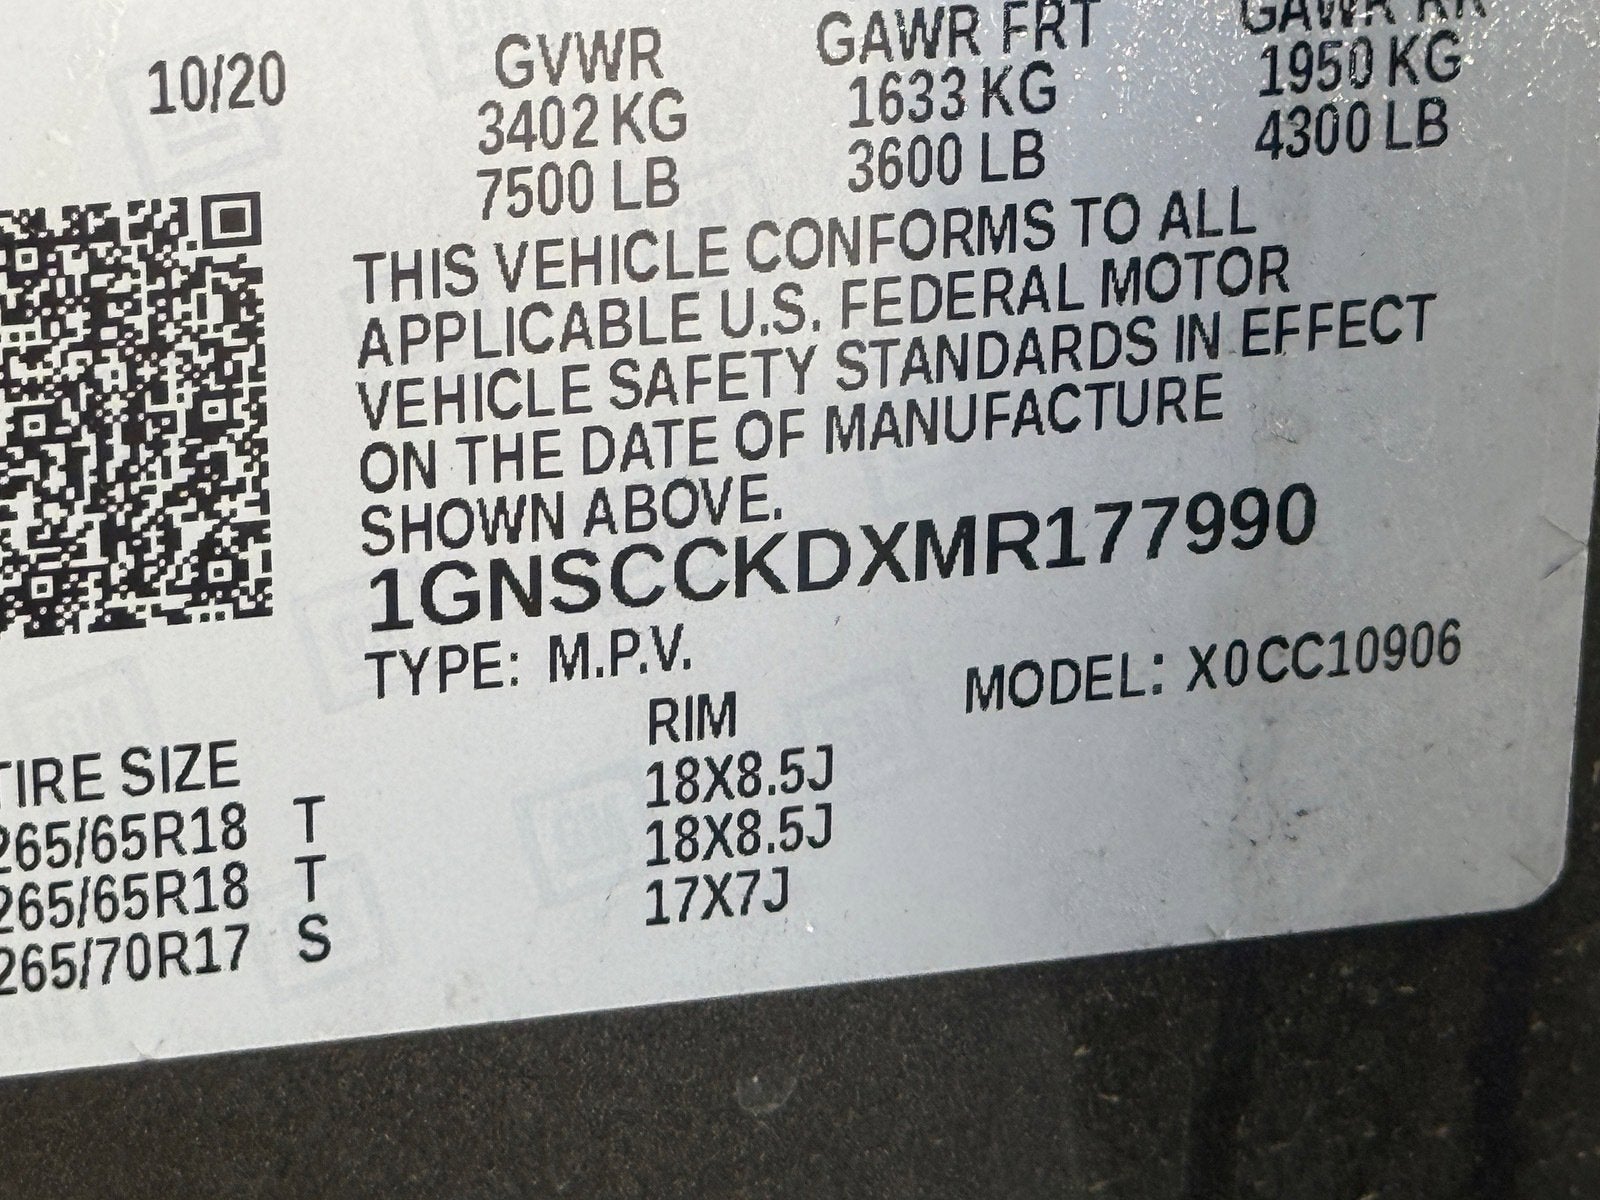 10/20 GVWR GAWR FRT GAWR RR
3402 KG 1633 KG 1950 KG
7500 LB 3600 LB 4300 LB
THIS VEHICLE CONFORMS TO ALL
APPLICABLE U.S. FEDERAL MOTOR
VEHICLE SAFETY STANDARDS IN EFFECT
ON THE DATE OF MANUFACTURE
SHOWN ABOVE.
1GNSCCKDXMR177990
TYPE: M.P.V. MODEL: X0CC10906
TIRE SIZE RIM
265/65R18 T 18X8.5J
265/65R18 T 18X8.5J
265/70R17 S 17X7J